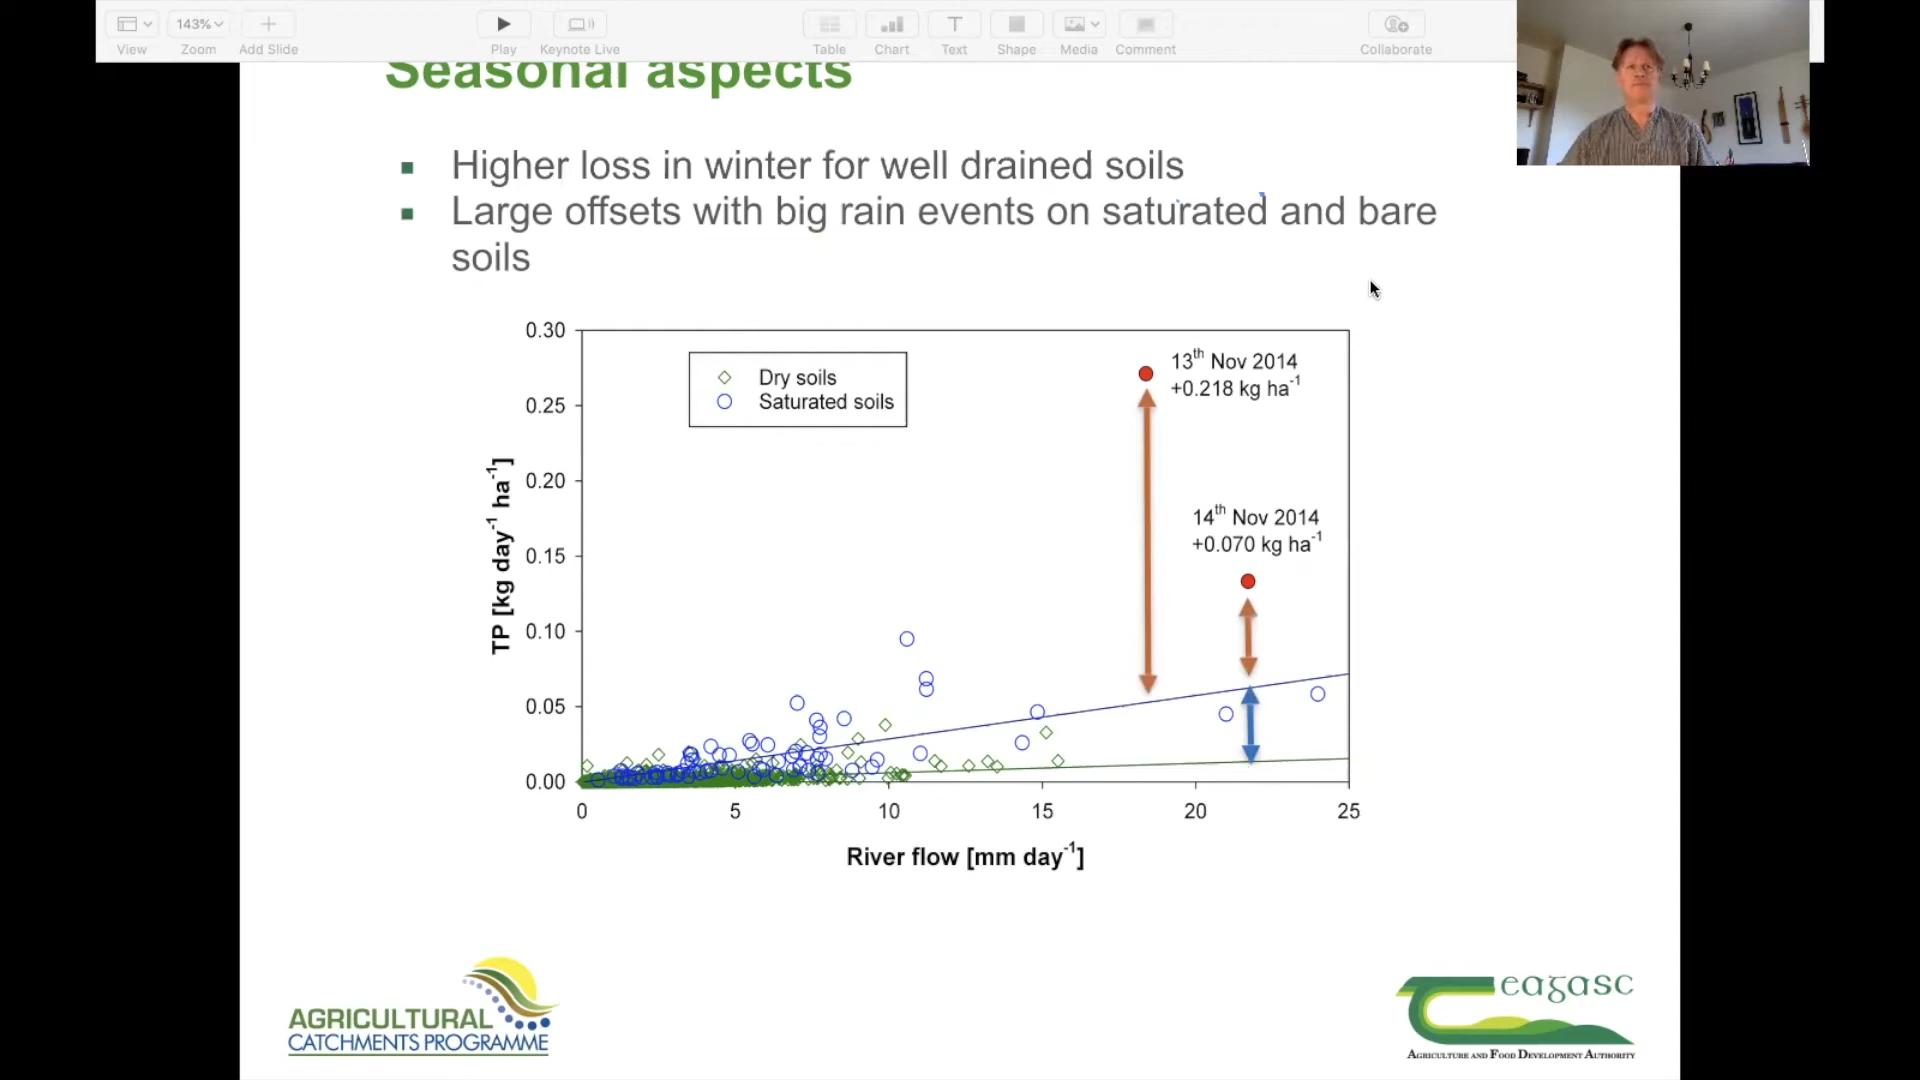 143%
View
Zoom
Add Slide
Play
Keynote Live
Table
Chart
Text
Shape
Media
Comment
Collaborate
Seasonal aspects
Higher loss in winter for well drained soils
Large offsets with big rain events on saturated and bare
soils
0.30
0.25
0.20
0.15
0.10
0.05
0.00
TP [kg day-1 ha-1]
Dry soils
Saturated soils
13th Nov 2014
+0.218 kg ha-1
14th Nov 2014
+0.070 kg ha-1
0 5 10 15 20 25
River flow [mm day-1]
AGRICULTURAL
CATCHMENTS PROGRAMME
Teagasc
AGRICULTURE AND FOOD DEVELOPMENT AUTHORITY